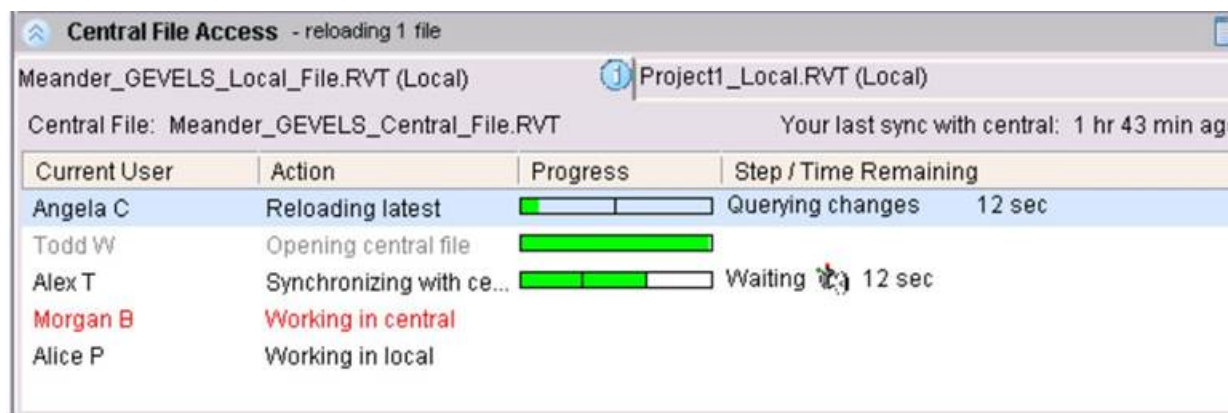 Central File Access - reloading 1 file
Meander_GEVELS_Local_File.RVT (Local) 1 Project1_Local.RVT (Local)
Central File: Meander_GEVELS_Central_File.RVT Your last sync with central: 1 hr 43 min ag
Current User Action Progress Step / Time Remaining
Angela C Reloading latest Querying changes 12 sec
Todd W Opening central file
Alex T Synchronizing with ce... Waiting 12 sec
Morgan B Working in central
Alice P Working in local